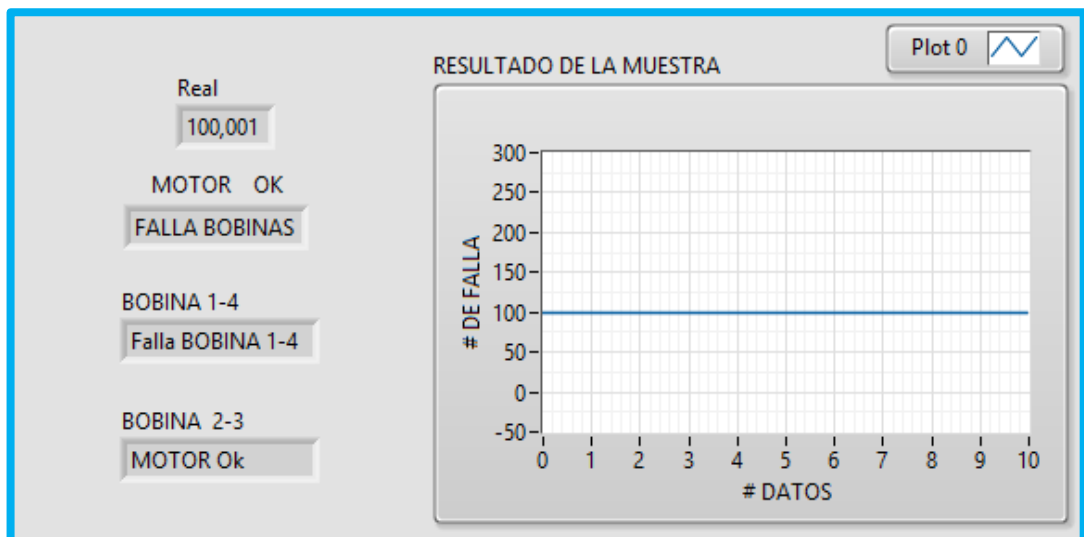 Real
100,001
MOTOR OK
FALLA BOBINAS
BOBINA 1-4
Falla BOBINA 1-4
BOBINA 2-3
MOTOR Ok
RESULTADO DE LA MUESTRA
Plot 0
# DE FALLA
300
250
200
150
100
50
0
-50
0 1 2 3 4 5 6 7 8 9 10
# DATOS